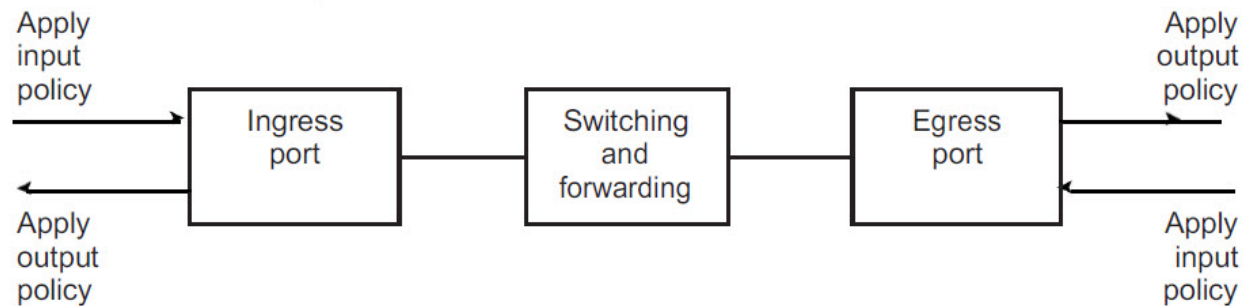 Apply
input
policy
Apply
output
policy
Ingress
port
Switching
and
forwarding
Egress
port
Apply
output
policy
Apply
input
policy